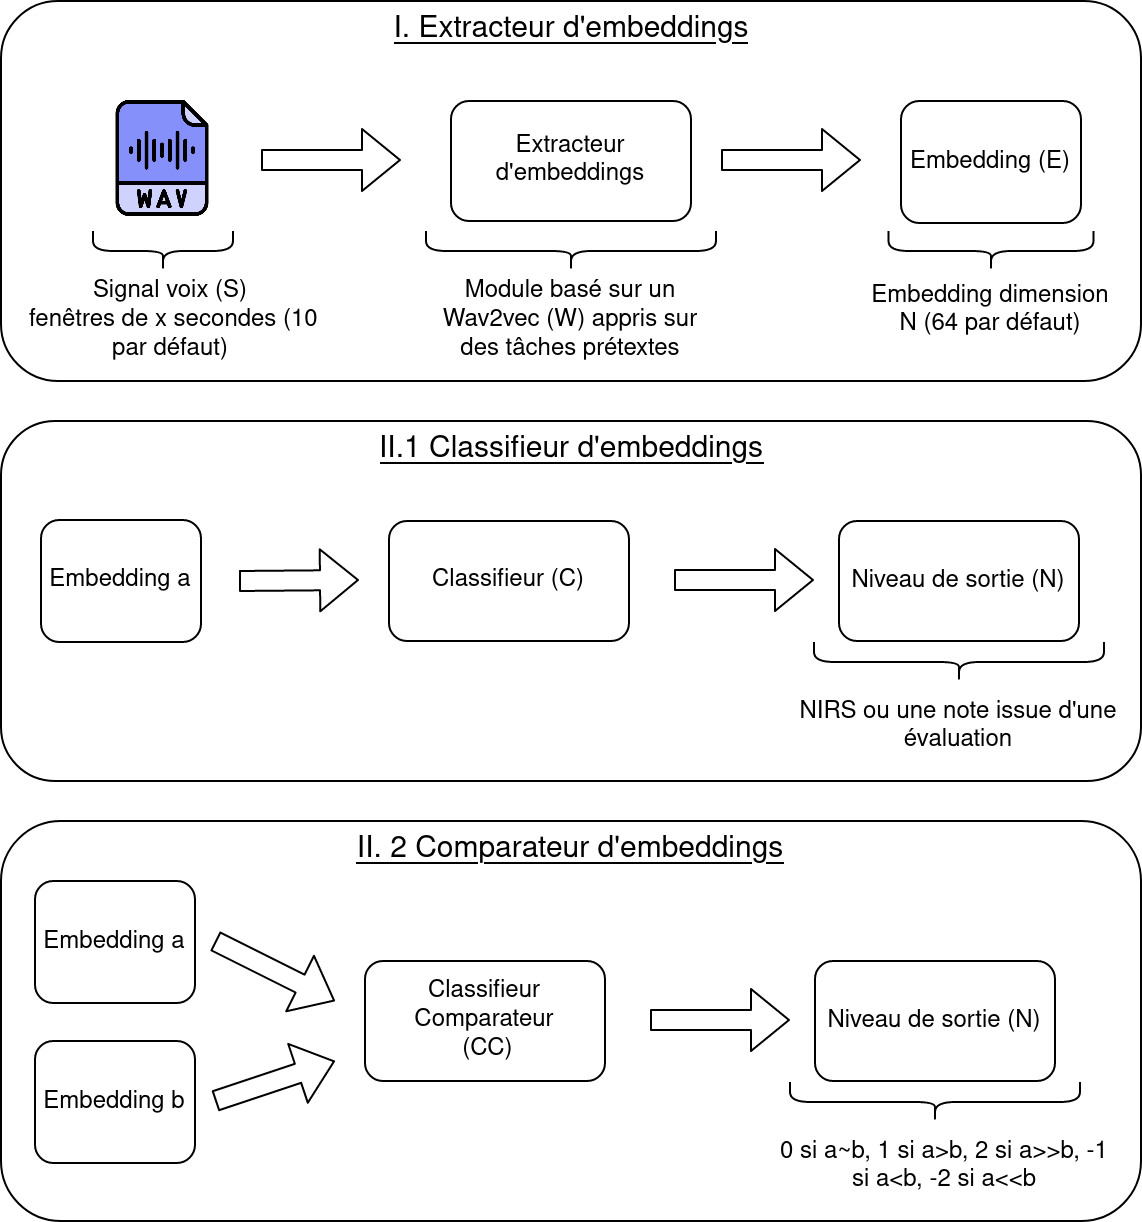 I. Extracteur d'embeddings
WAV
Extracteur
d'embeddings
Embedding (E)
Signal voix (S)
fenêtres de x secondes (10
par défaut)
Module basé sur un
Wav2vec (W) appris sur
des tâches prétextes
Embedding dimension
N (64 par défaut)
II.1 Classifieur d'embeddings
Embedding a
Classifieur (C)
Niveau de sortie (N)
NIRS ou une note issue d'une
évaluation
II. 2 Comparateur d'embeddings
Embedding a
Embedding b
Classifieur
Comparateur
(CC)
Niveau de sortie (N)
0 si a~b, 1 si a>b, 2 si a>>b, -1
si a<b, -2 si a<<b